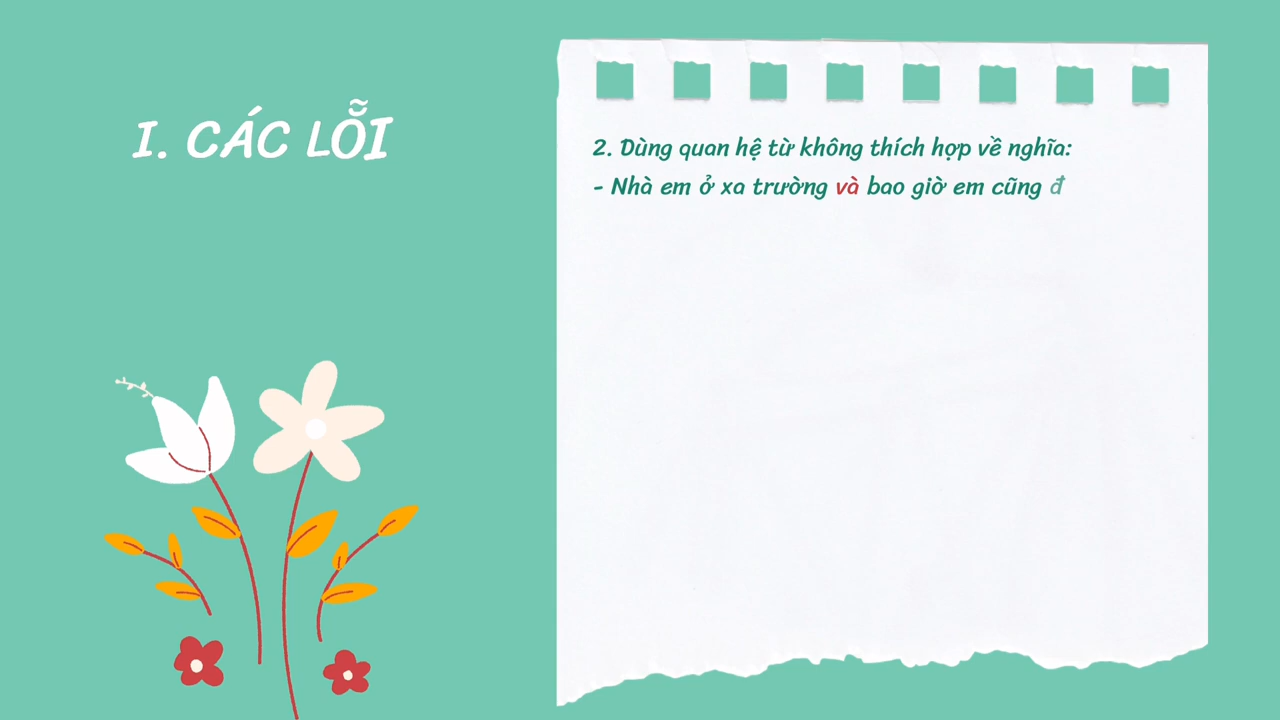 I. CÁC LỖI
2. Dùng quan hệ từ không thích hợp về nghĩa:
- Nhà em ở xa trường và bao giờ em cũng đ